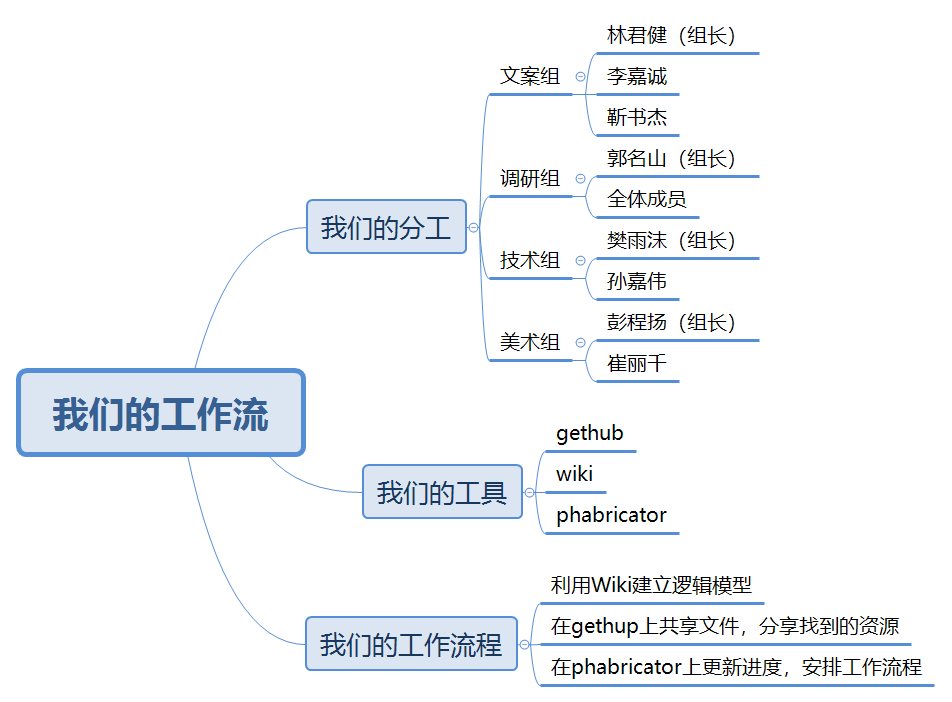 我们的工作流
我们的分工
文案组
林君健（组长）
李嘉诚
靳书杰
调研组
郭名山（组长）
全体成员
技术组
樊雨沫（组长）
孙嘉伟
美术组
彭程扬（组长）
崔丽千
我们的工具
gethub
wiki
phabricator
我们的工作流程
利用Wiki建立逻辑模型
在gethup上共享文件，分享找到的资源
在phabricator上更新进度，安排工作流程